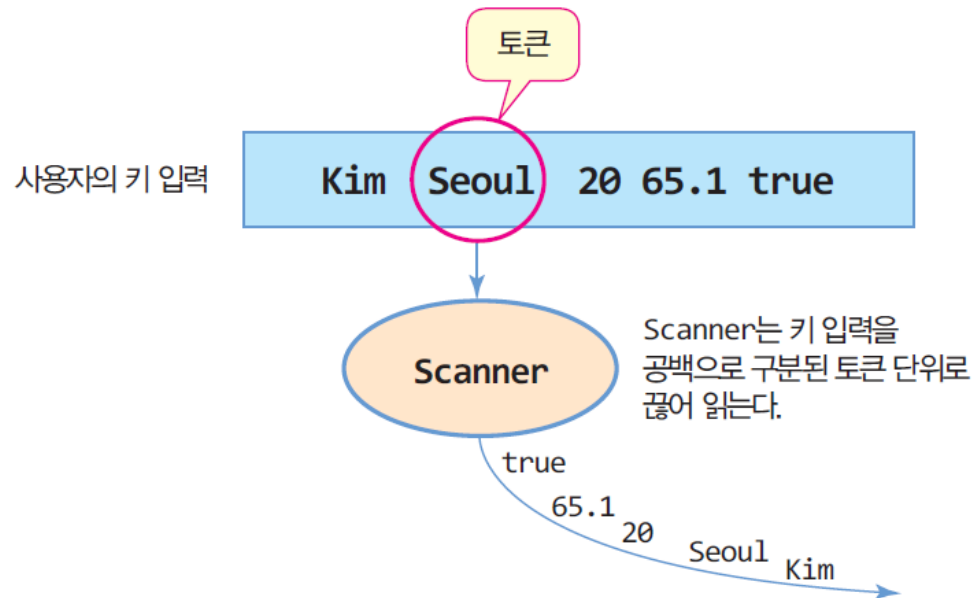 토큰
사용자의 키 입력
Kim Seoul 20 65.1 true
Scanner
Scanner는 키 입력을
공백으로 구분된 토큰 단위로
끊어 읽는다.
true
65.1
20
Seoul
Kim